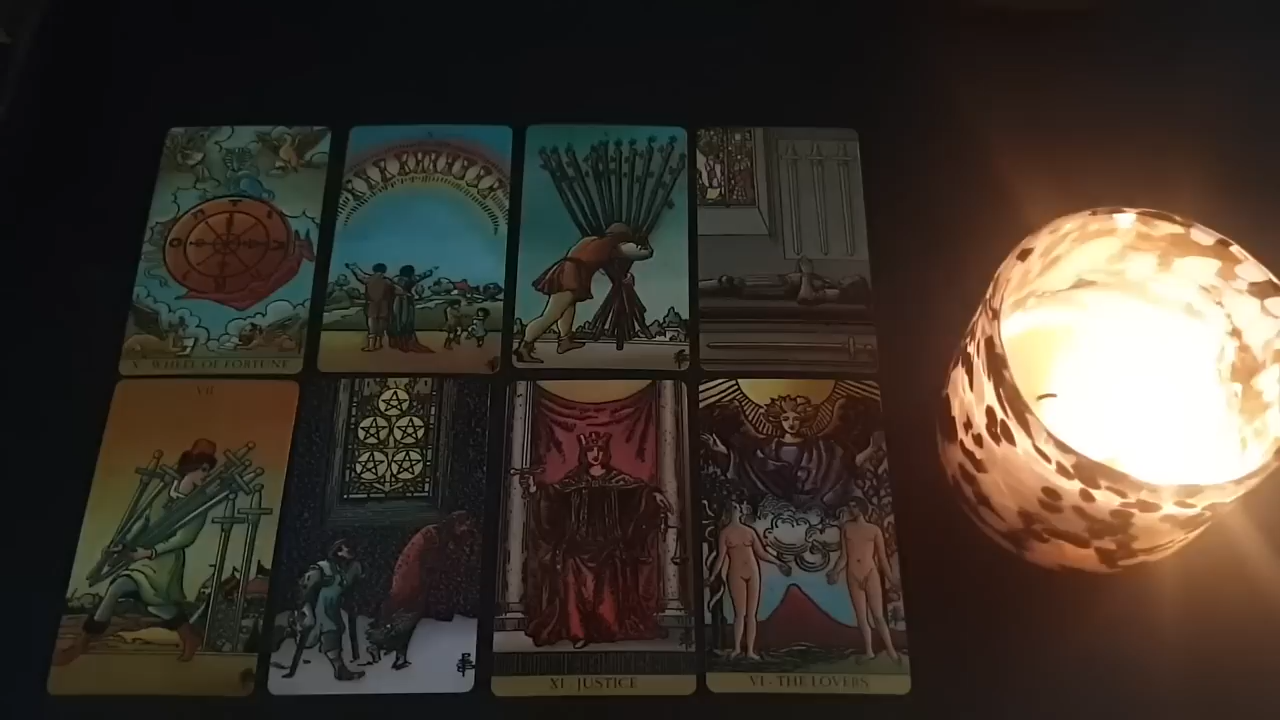 X · WHEEL OF FORTUNE
VII
XI · JUSTICE
VI · THE LOVERS